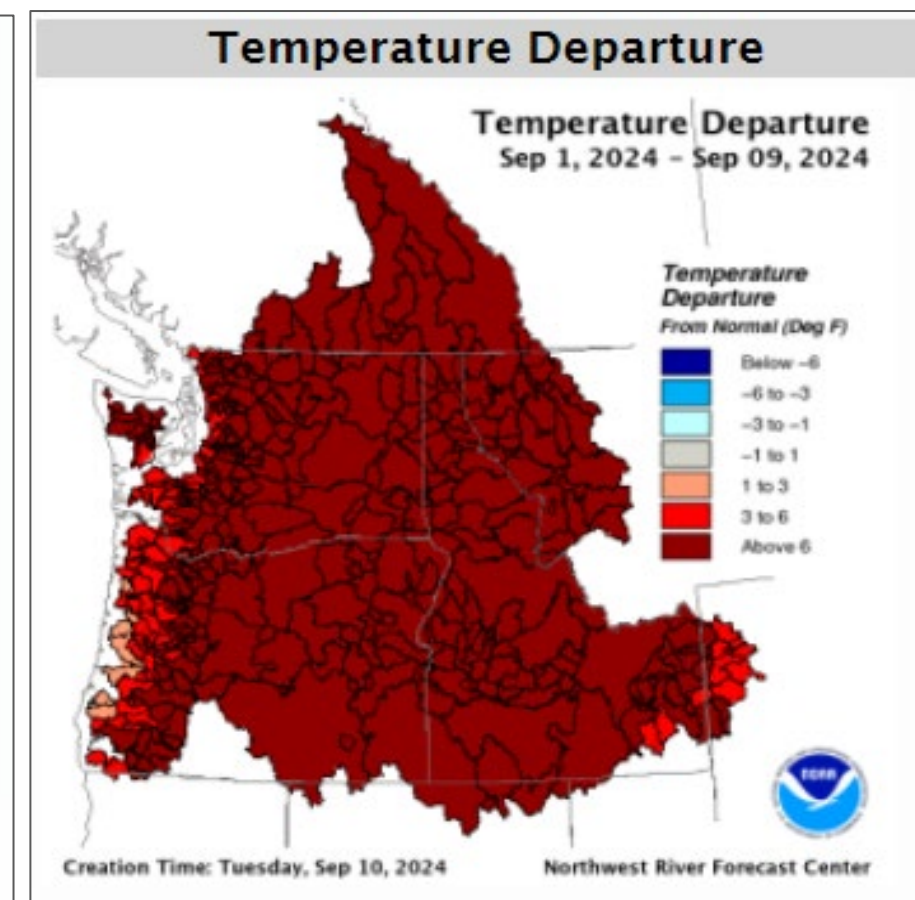 Temperature Departure
Temperature Departure
Sep 1, 2024 - Sep 09, 2024
Temperature
Departure
From Normal (Deg F)
Below -6
-6 to -3
-3 to -1
-1 to 1
1 to 3
3 to 6
Above 6
NOAA
Creation Time: Tuesday, Sep 10, 2024
Northwest River Forecast Center